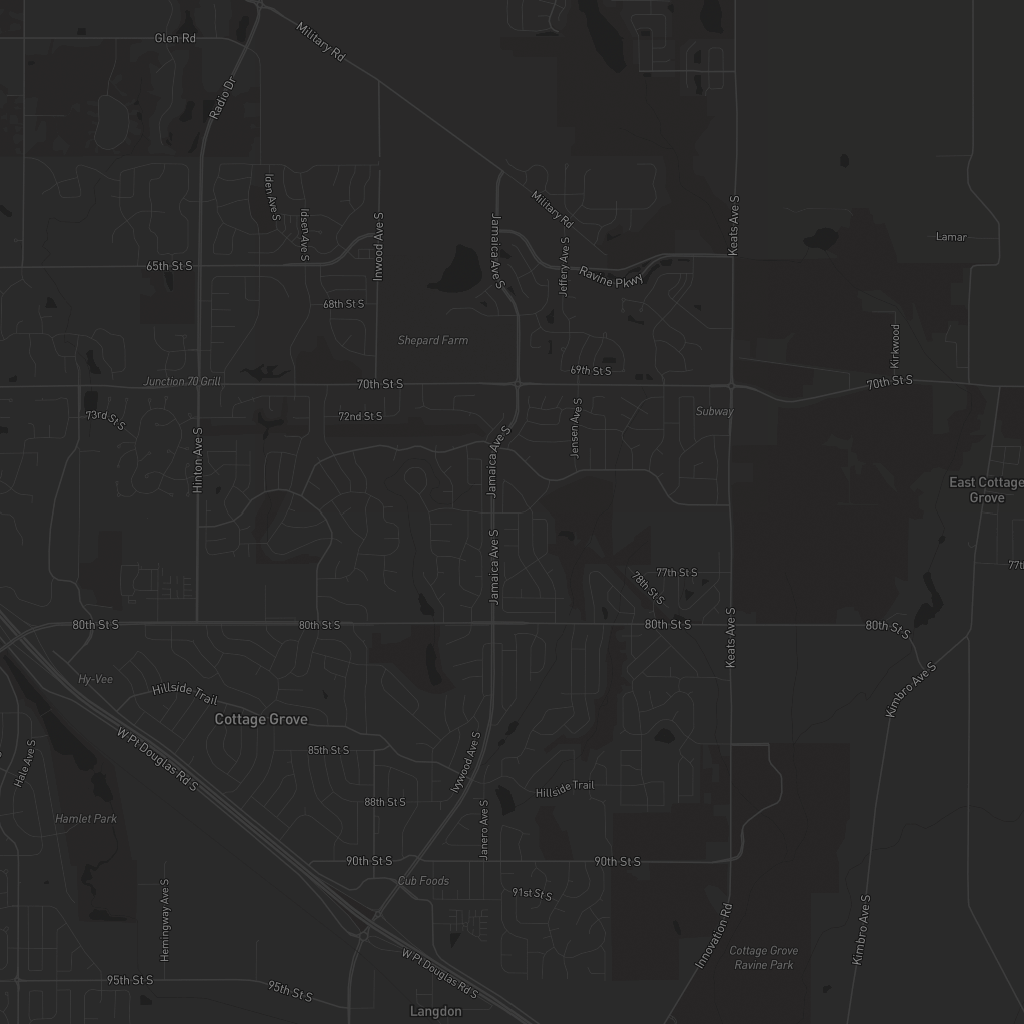 Glen Rd
Military Rd
Radio Dr
Iden Ave S
Idsen Ave S
Inwood Ave S
Military Rd
Jamaica Ave S
Keats Ave S
Lamar
65th St S
Jeffery Ave S
Ravine Pkwy
68th St S
Shepard Farm
Kirkwood
Junction 70 Grill
70th St S
69th St S
70th St S
73rd St S
72nd St S
Jensen Ave S
Subway
Hinton Ave S
Jamaica Ave S
East Cottage
Grove
Jamaica Ave S
77th St S
78th St S
80th St S
80th St S
80th St S
Keats Ave S
80th St S
Hy-Vee
Hillside Trail
Kimbro Ave S
Cottage Grove
85th St S
W Pt Douglas Rd S
Hale Ave S
Ivywood Ave S
Hillside Trail
88th St S
Hamlet Park
Janero Ave S
90th St S
90th St S
Cub Foods
91st St S
Hemingway Ave S
Innovation Rd
Kimbro Ave S
Cottage Grove
Ravine Park
W Pt Douglas Rd S
95th St S
95th St S
Langdon